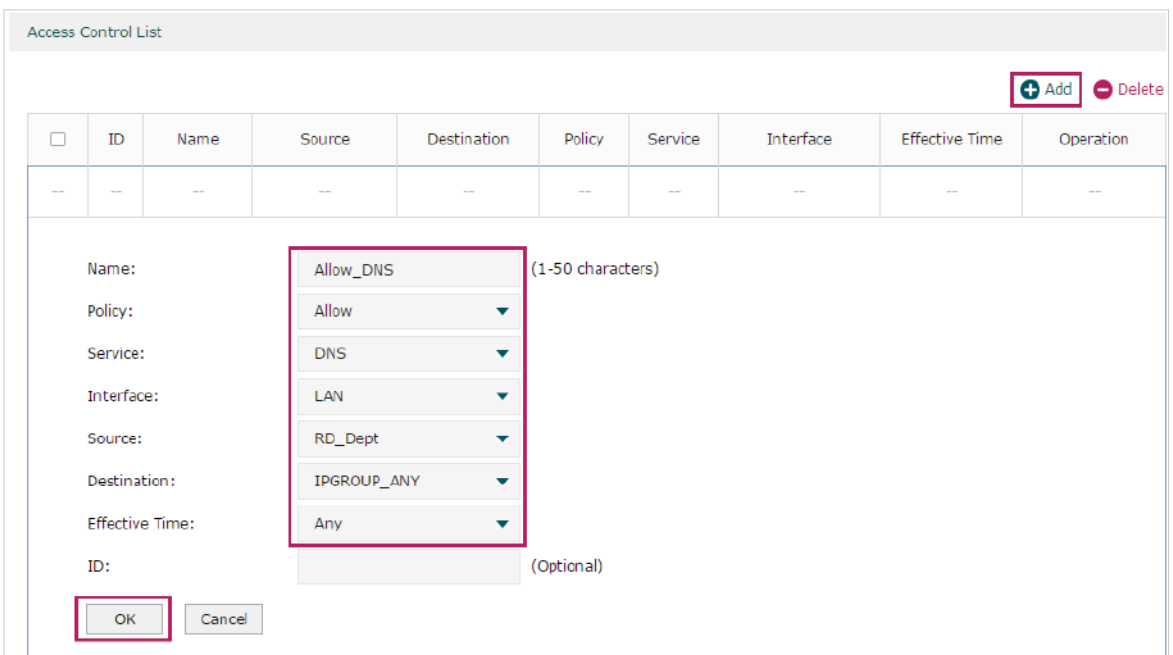 Access Control List
Add Delete
ID Name Source Destination Policy Service Interface Effective Time Operation
-- -- -- -- -- -- -- -- -- --
Name: Allow_DNS (1-50 characters)
Policy: Allow
Service: DNS
Interface: LAN
Source: RD_Dept
Destination: IPGROUP_ANY
Effective Time: Any
ID: (Optional)
OK Cancel